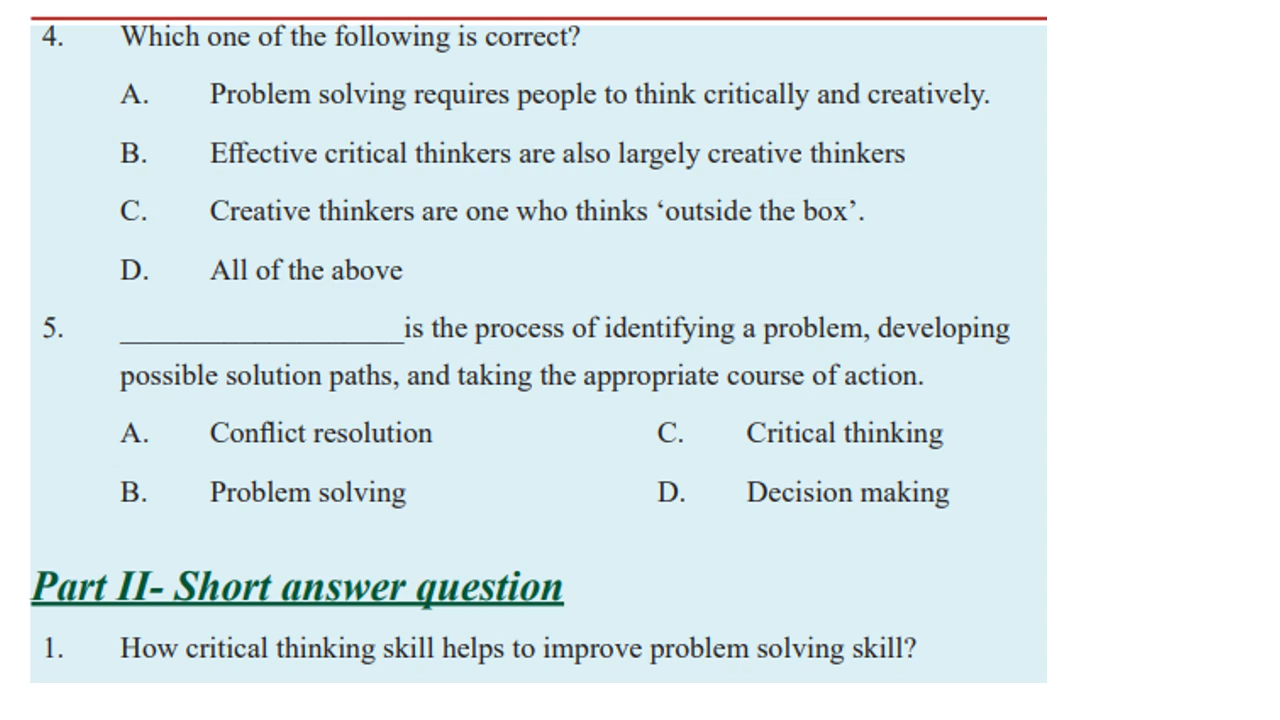 4. Which one of the following is correct?
A. Problem solving requires people to think critically and creatively.
B. Effective critical thinkers are also largely creative thinkers
C. Creative thinkers are one who thinks ‘outside the box’.
D. All of the above
5. ___________________is the process of identifying a problem, developing
possible solution paths, and taking the appropriate course of action.
A. Conflict resolution C. Critical thinking
B. Problem solving D. Decision making
Part II- Short answer question
1. How critical thinking skill helps to improve problem solving skill?